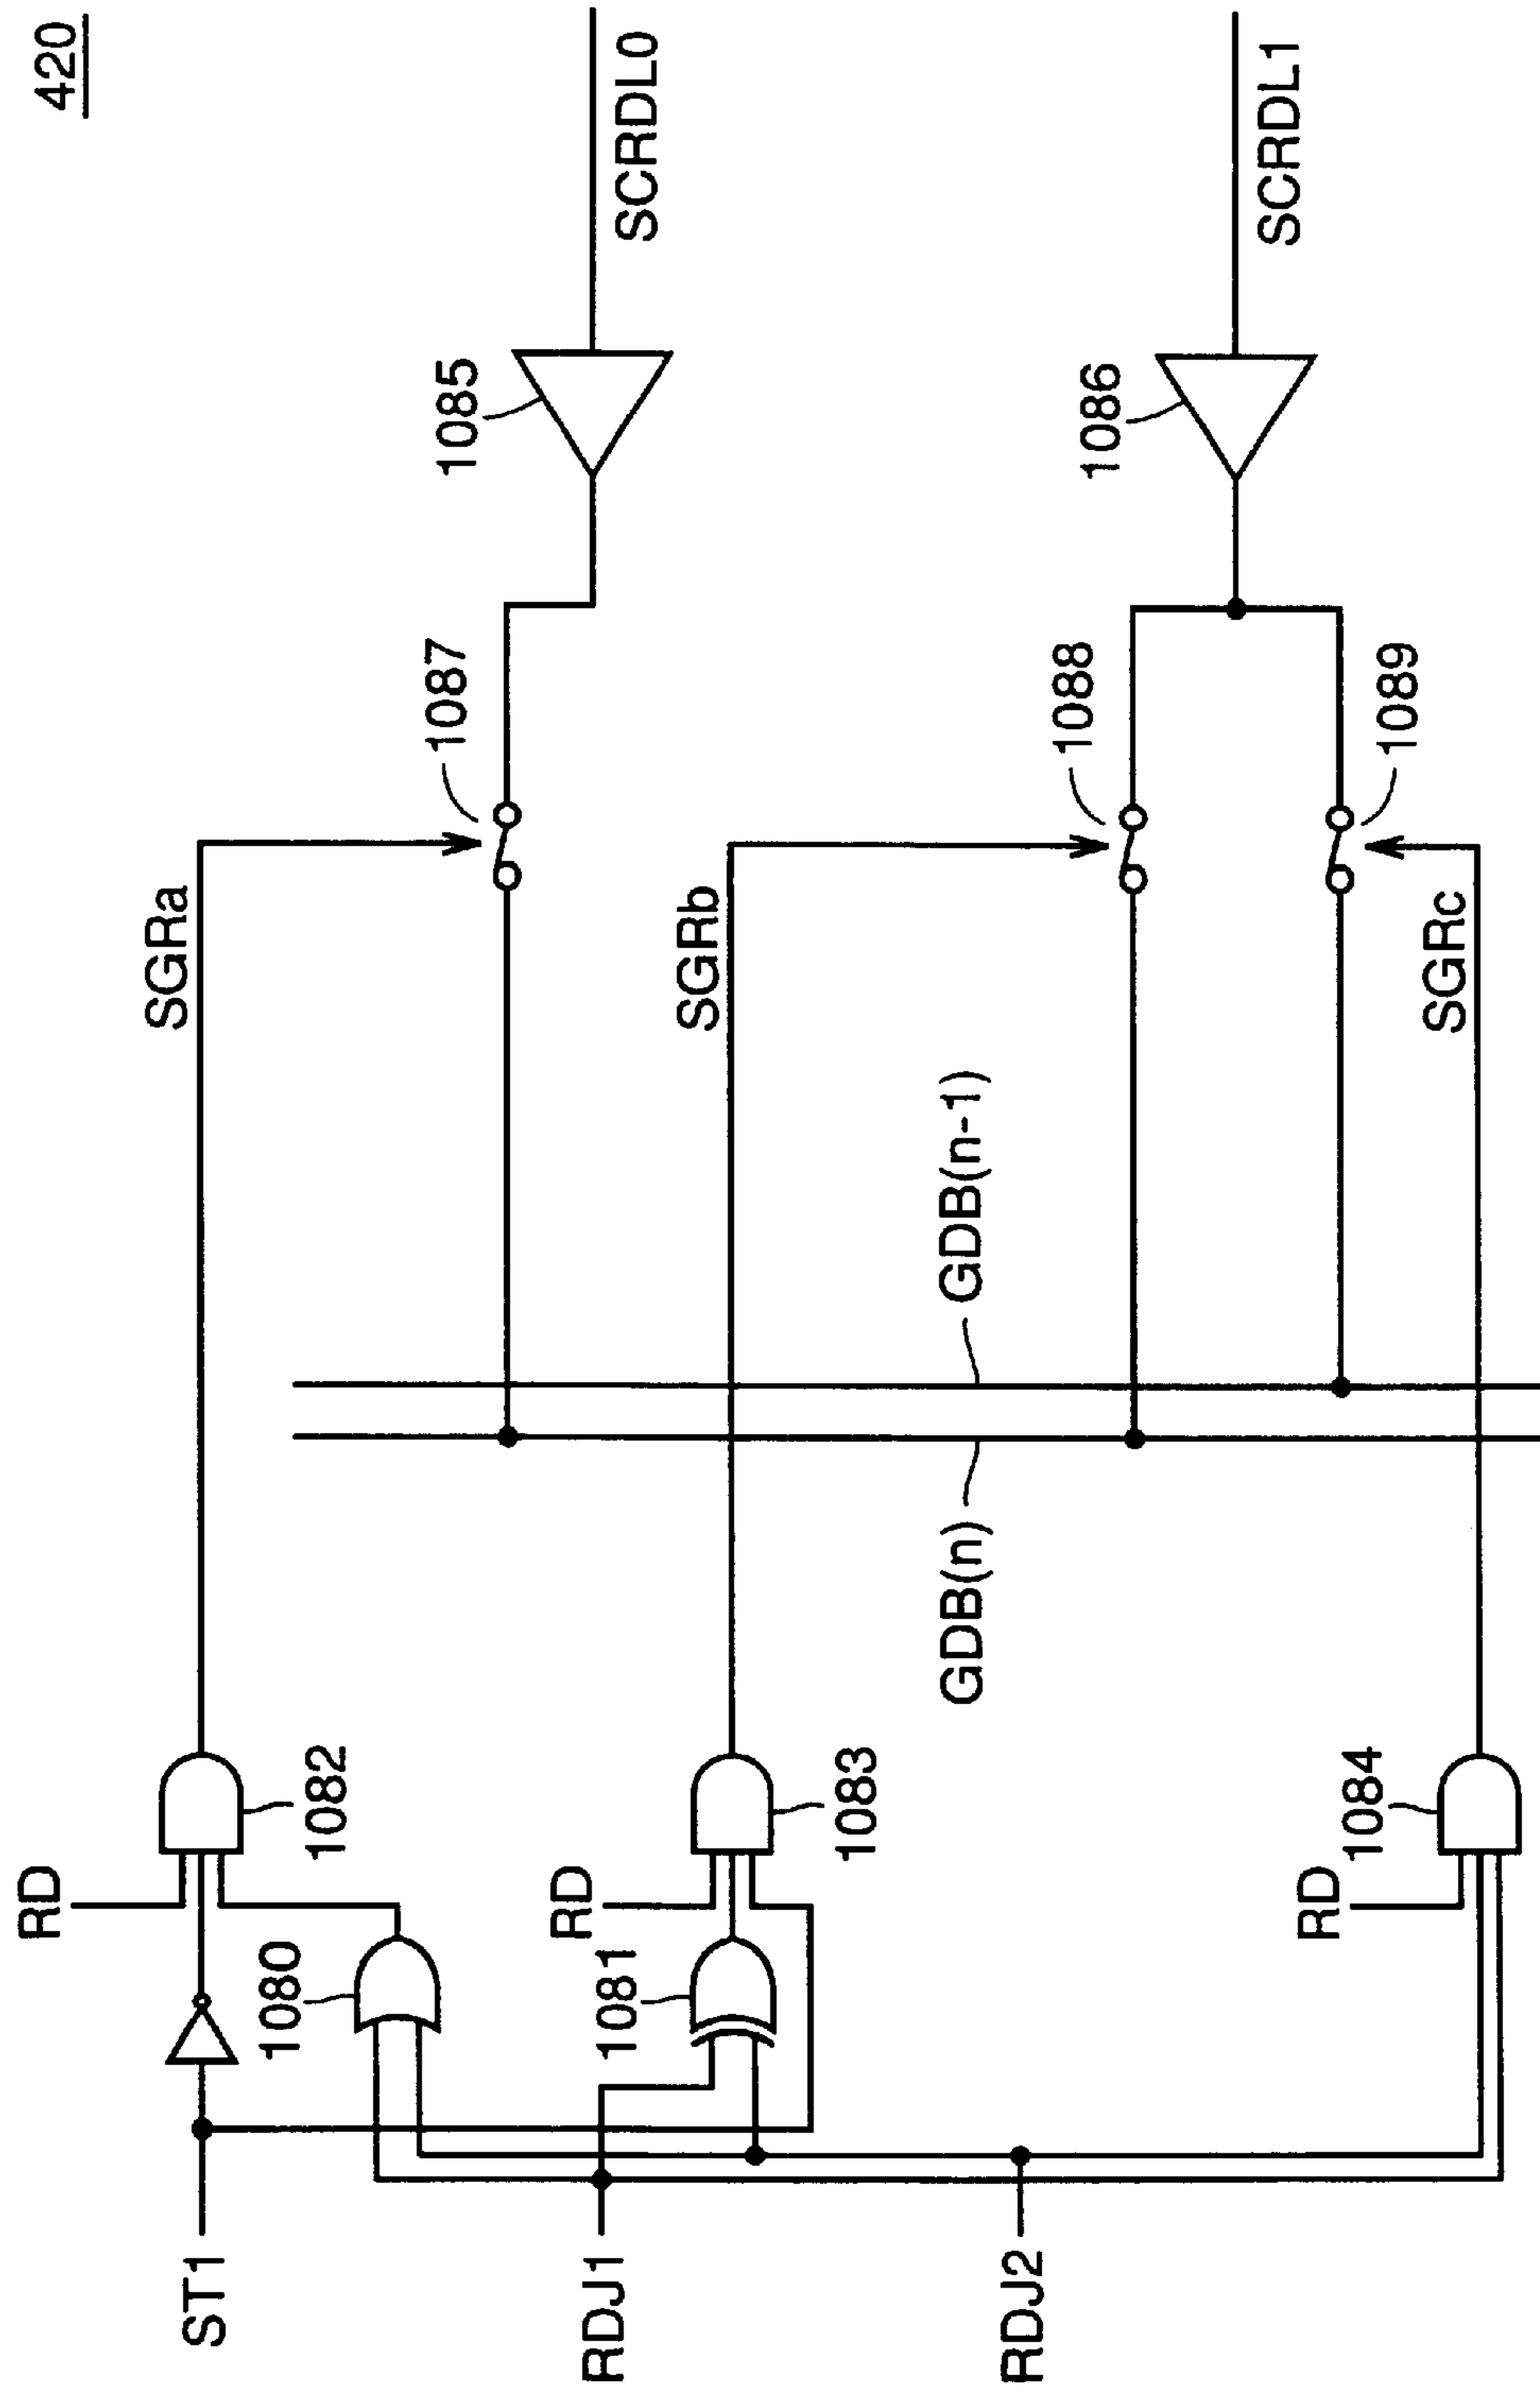 420
ST1
RD
1082
SGRa
1087
1085
SCRDL0
1080
RDJ1
RD
1081
1083
SGRb
GDB(n)
GDB(n-1)
1088
1086
SCRDL1
RDJ2
RD
1084
SGRc
1089